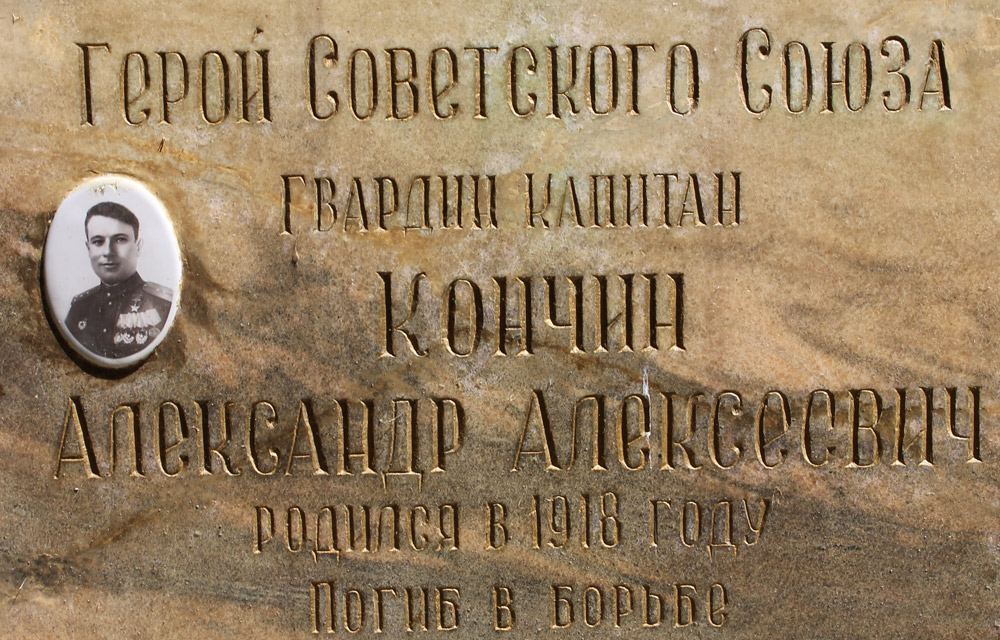 Герой Советского Союза
гвардии капитан
КОНЧИН
Александр Алексеевич
родился в 1918 году
Погиб в борьбе